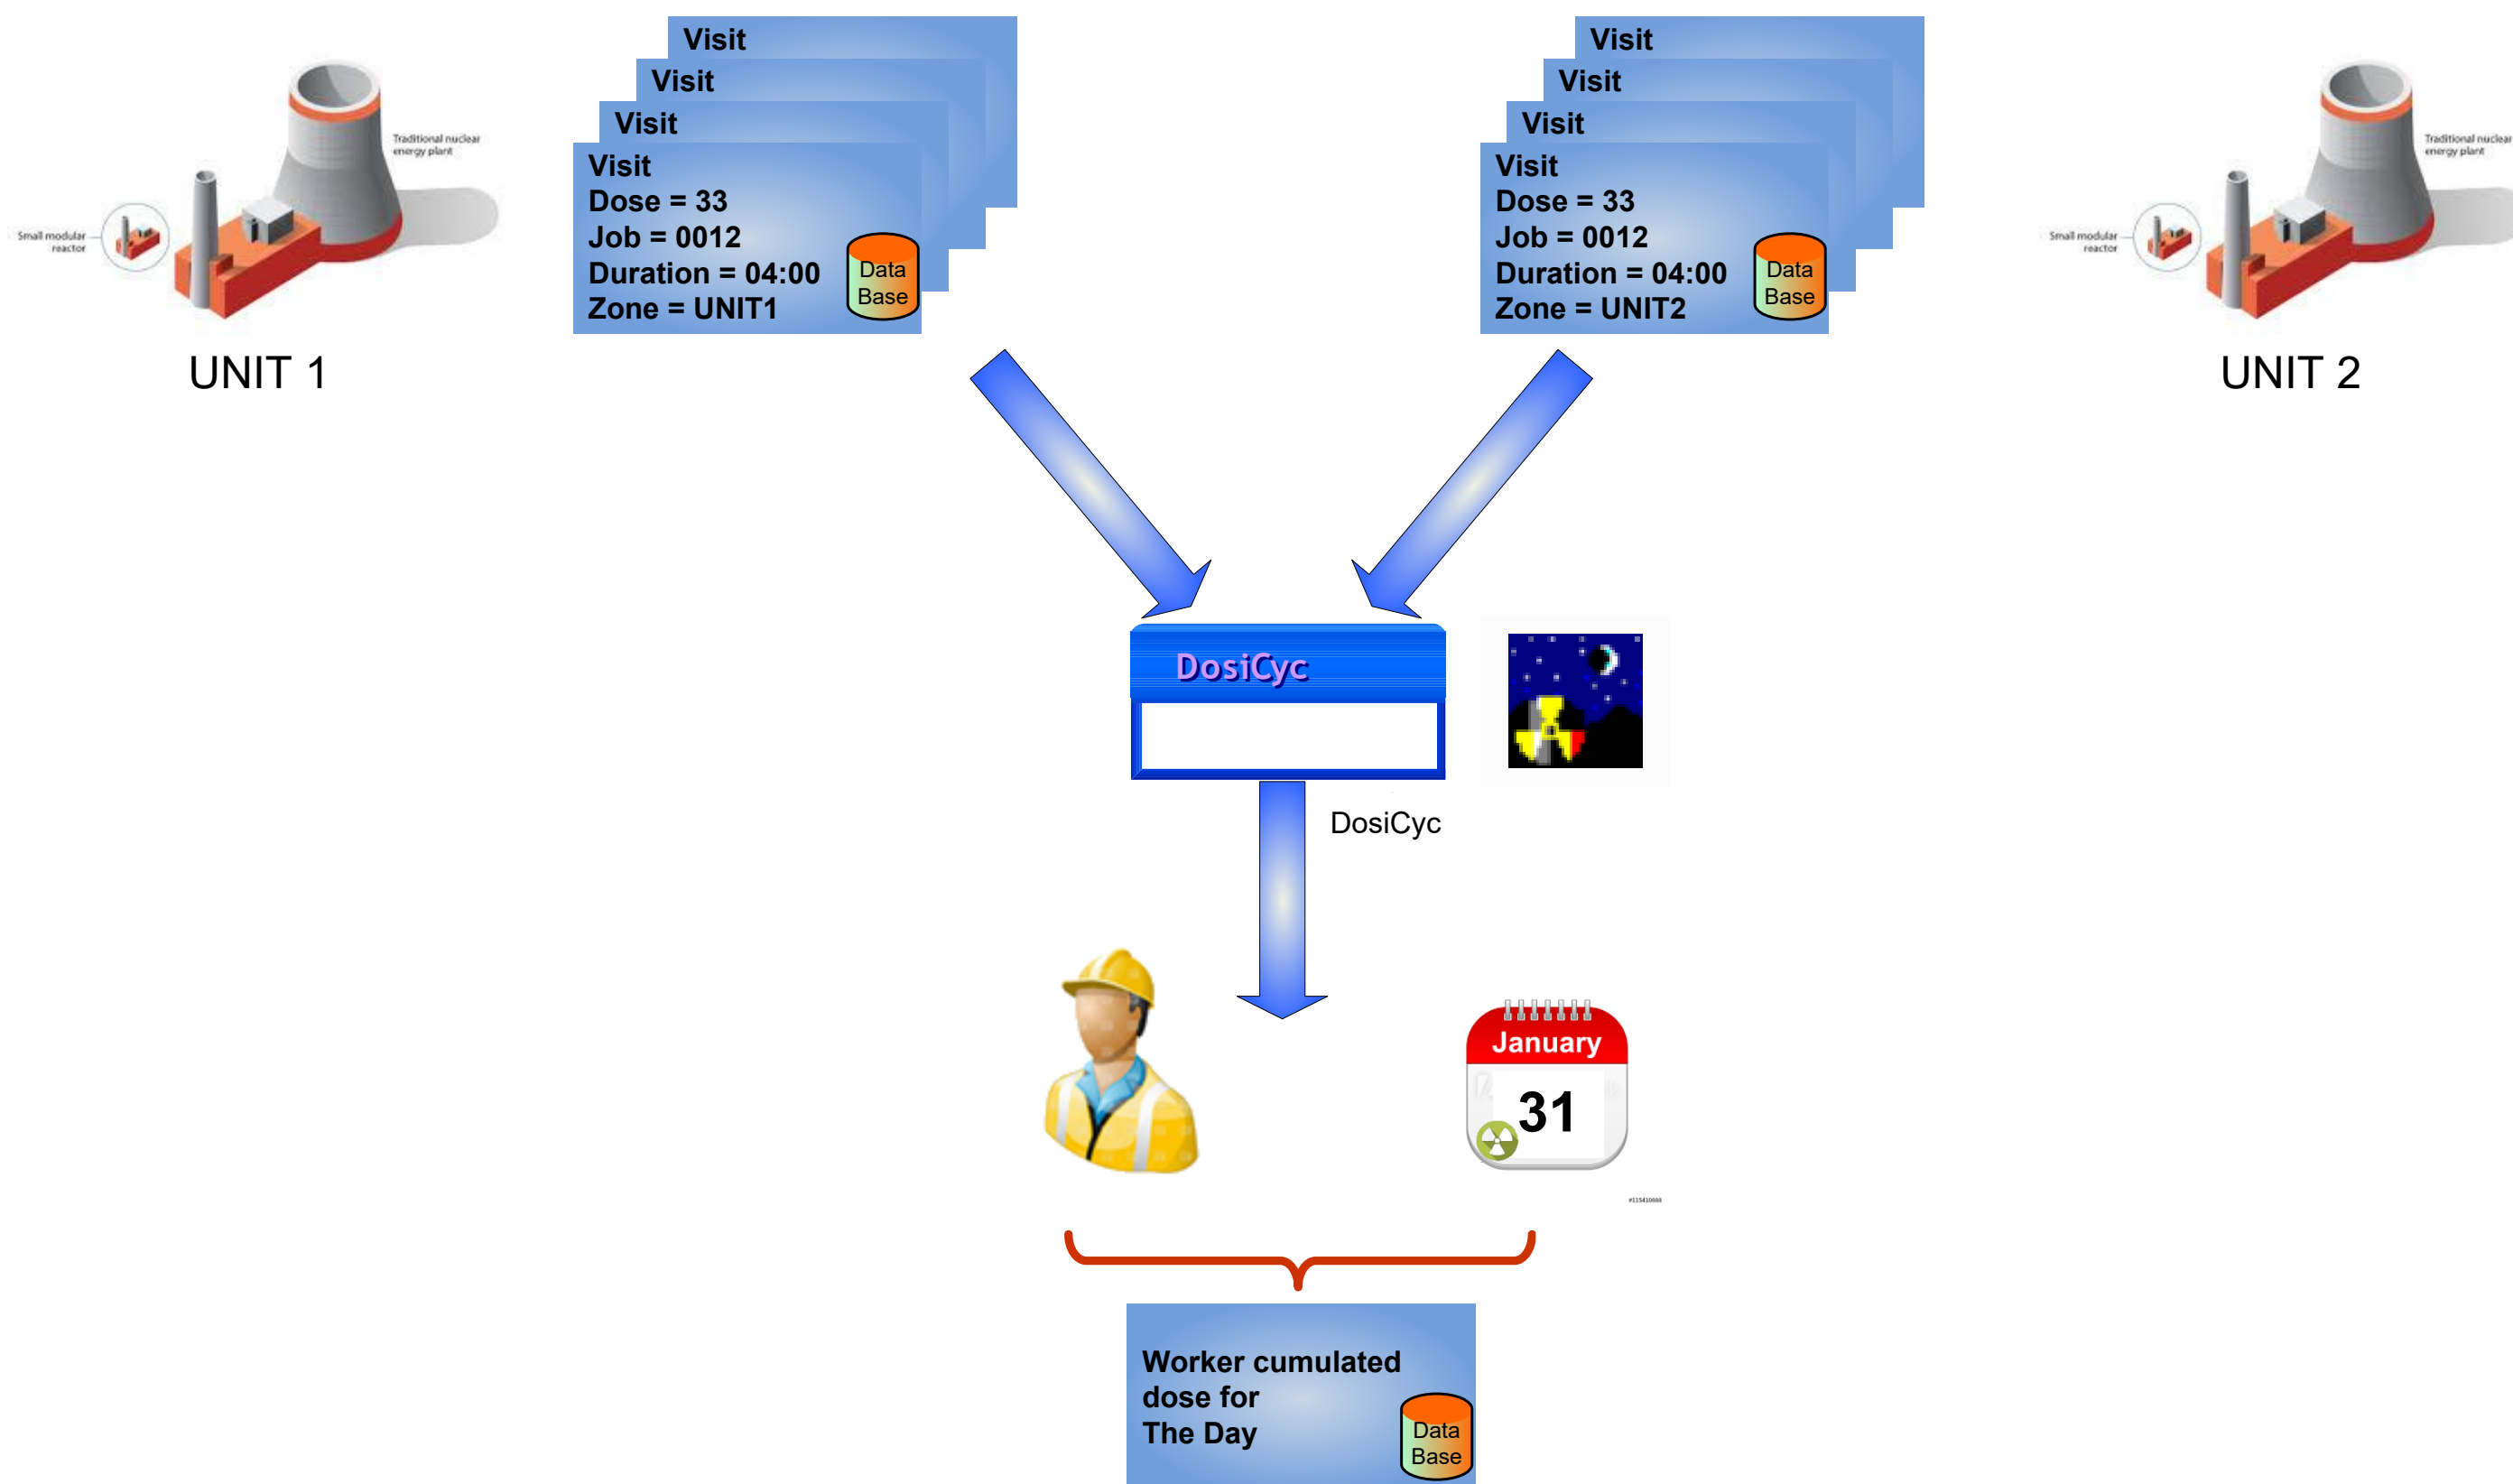 Visit
Visit
Visit
Visit
Dose = 33
Job = 0012
Duration = 04:00
Zone = UNIT1
Data
Base
Traditional nuclear
energy plant
Small modular
reactor
UNIT 1
Visit
Visit
Visit
Visit
Dose = 33
Job = 0012
Duration = 04:00
Zone = UNIT2
Data
Base
Traditional nuclear
energy plant
Small modular
reactor
UNIT 2
DosiCyc
DosiCyc
January
31
#115410888
Worker cumulated
dose for
The Day
Data
Base